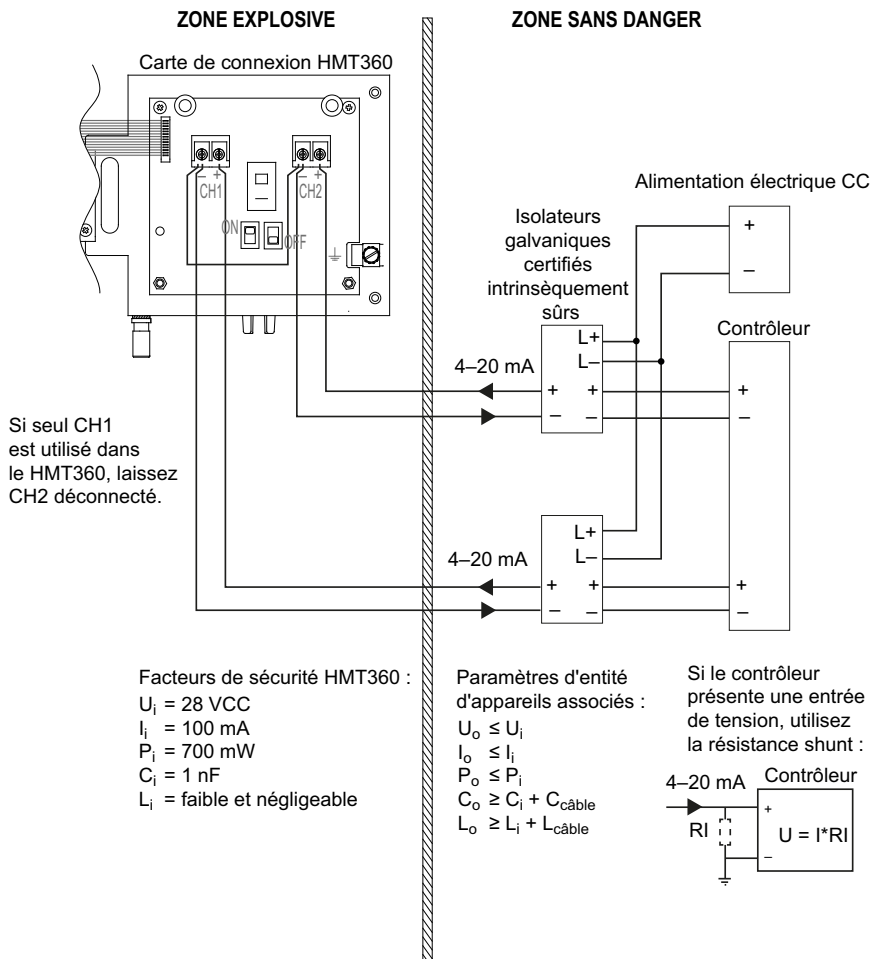 ZONE EXPLOSIVE
ZONE SANS DANGER
Carte de connexion HMT360
– +
CH1
– +
CH2
ON
OFF
Alimentation électrique CC
+
–
Isolateurs
galvaniques
certifiés
intrinsèquement
sûrs
Contrôleur
L+
L–
4–20 mA
+ +
– –
+
–
Si seul CH1
est utilisé dans
le HMT360, laissez
CH2 déconnecté.
L+
L–
4–20 mA
+ +
– –
+
–
Facteurs de sécurité HMT360 :
Ui = 28 VCC
Ii = 100 mA
Pi = 700 mW
Ci = 1 nF
Li = faible et négligeable
Paramètres d'entité
d'appareils associés :
Uo ≤ Ui
Io ≤ Ii
Po ≤ Pi
Co ≥ Ci + Ccâble
Lo ≥ Li + Lcâble
Si le contrôleur
présente une entrée
de tension, utilisez
la résistance shunt :
4–20 mA
Contrôleur
+
RI
U = I*RI
–